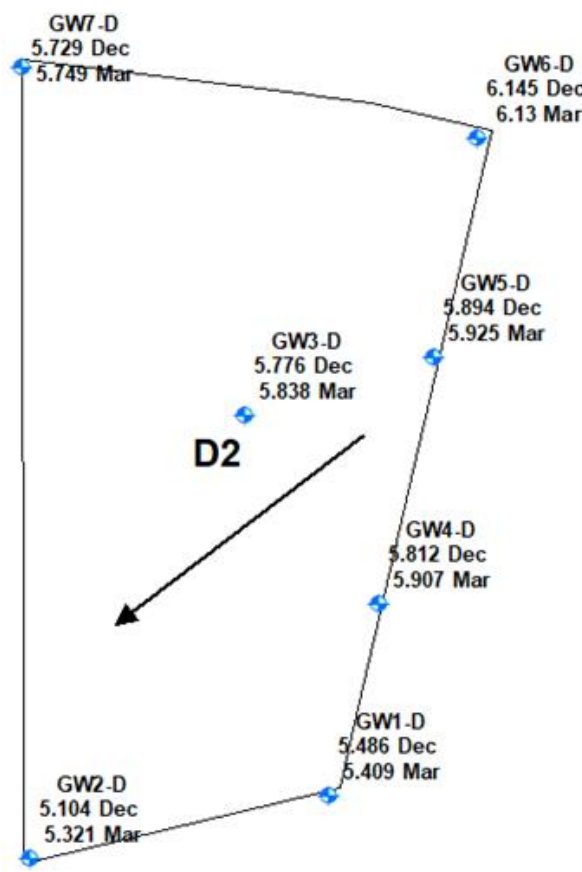 GW7-D
5.729 Dec
5.749 Mar
GW6-D
6.145 Dec
6.13 Mar
GW5-D
5.894 Dec
5.925 Mar
GW3-D
5.776 Dec
5.838 Mar
D2
GW4-D
5.812 Dec
5.907 Mar
GW1-D
5.486 Dec
5.409 Mar
GW2-D
5.104 Dec
5.321 Mar